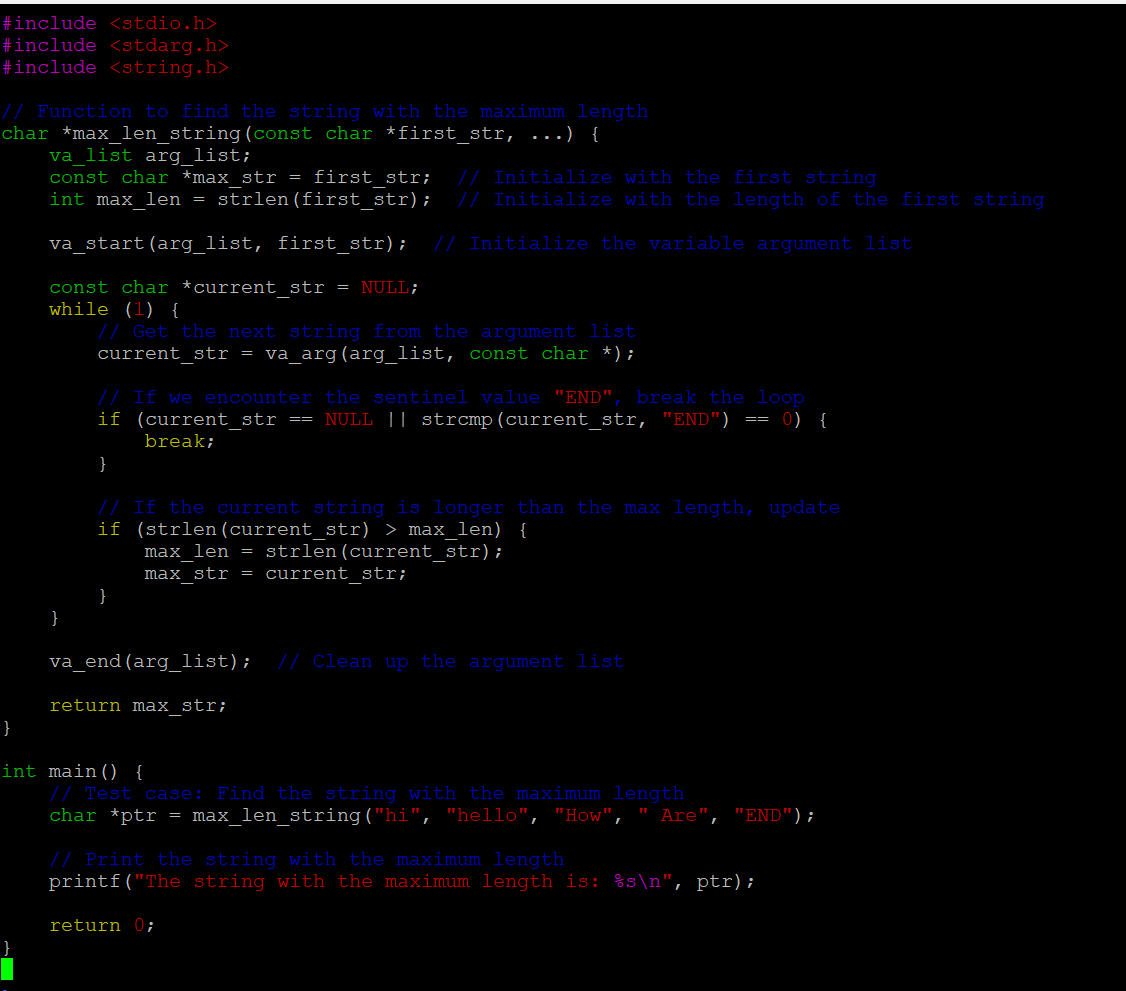 #include <stdio.h>
#include <stdarg.h>
#include <string.h>

// Function to find the string with the maximum length
char *max_len_string(const char *first_str, ...) {
    va_list arg_list;
    const char *max_str = first_str;  // Initialize with the first string
    int max_len = strlen(first_str);  // Initialize with the length of the first string

    va_start(arg_list, first_str);  // Initialize the variable argument list

    const char *current_str = NULL;
    while (1) {
        // Get the next string from the argument list
        current_str = va_arg(arg_list, const char *);

        // If we encounter the sentinel value "END", break the loop
        if (current_str == NULL || strcmp(current_str, "END") == 0) {
            break;
        }

        // If the current string is longer than the max length, update
        if (strlen(current_str) > max_len) {
            max_len = strlen(current_str);
            max_str = current_str;
        }
    }

    va_end(arg_list);  // Clean up the argument list

    return max_str;
}

int main() {
    // Test case: Find the string with the maximum length
    char *ptr = max_len_string("hi", "hello", "How", " Are", "END");

    // Print the string with the maximum length
    printf("The string with the maximum length is: %s\n", ptr);

    return 0;
}